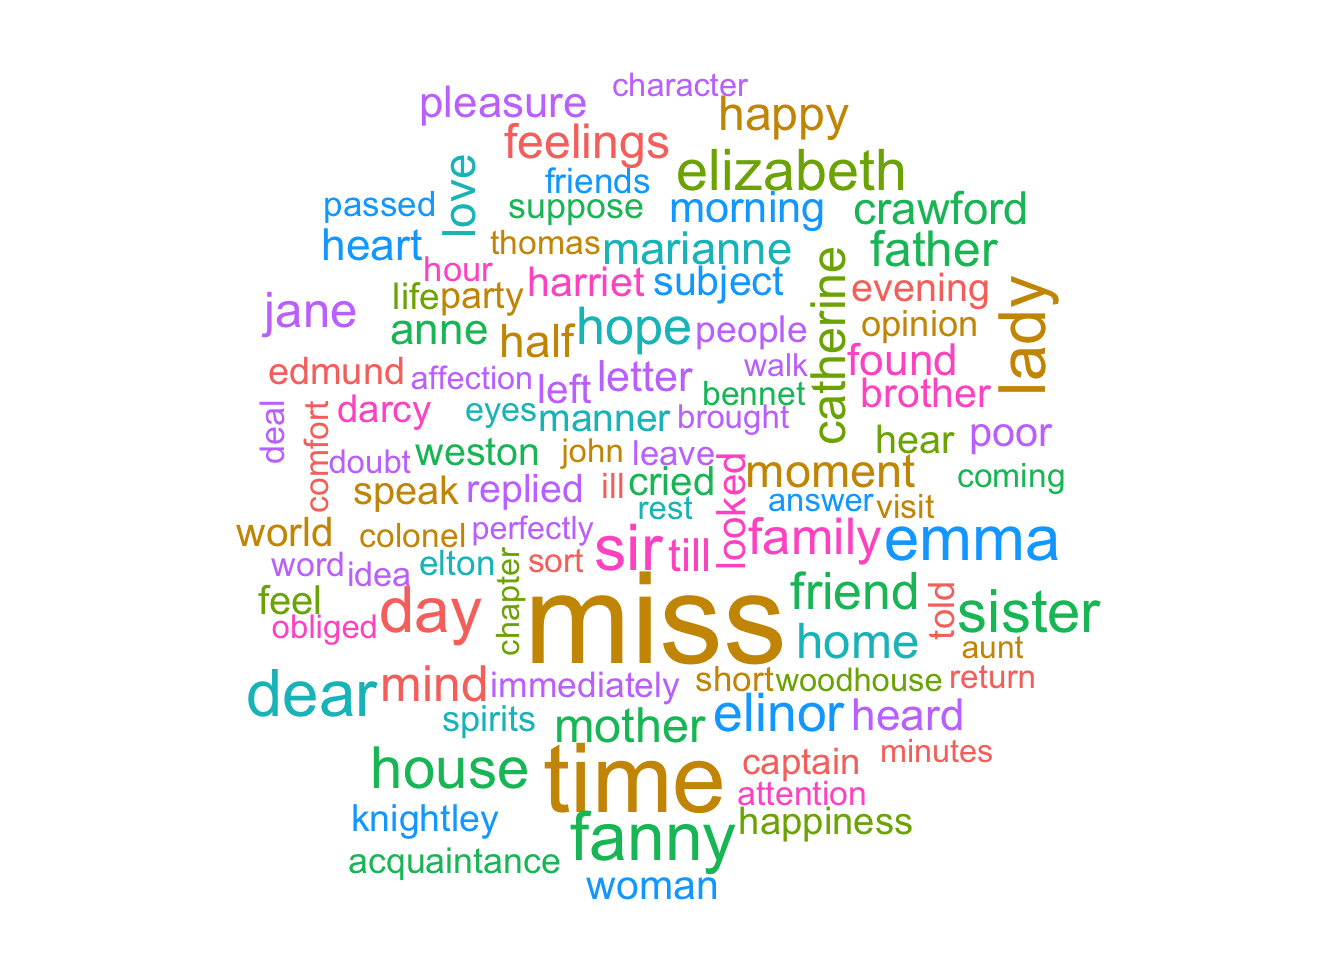 character
pleasure
happy
feelings
elizabeth
love
friends
passed
suppose
morning
crawford
heart
thomas
marianne
father
hour
harriet
subject
catherine
evening
lady
jane
life
party
anne
half
hope
people
opinion
edmund
affection
left
letter
walk
found
bennet
brother
deal
comfort
darcy
eyes
manner
brought
hear
poor
doubt
weston
john
leave
looked
moment
coming
speak
replied
ill
cried
rest
answer
visit
world
colonel
perfectly
sir
till
family
emma
word
idea
elton
chapter
sort
feel
obliged
day
miss
friend
told
sister
home
aunt
dear
mind
immediately
short
woodhouse
return
spirits
mother
elinor
heard
house
time
captain
minutes
attention
knightley
fanny
happiness
acquaintance
woman